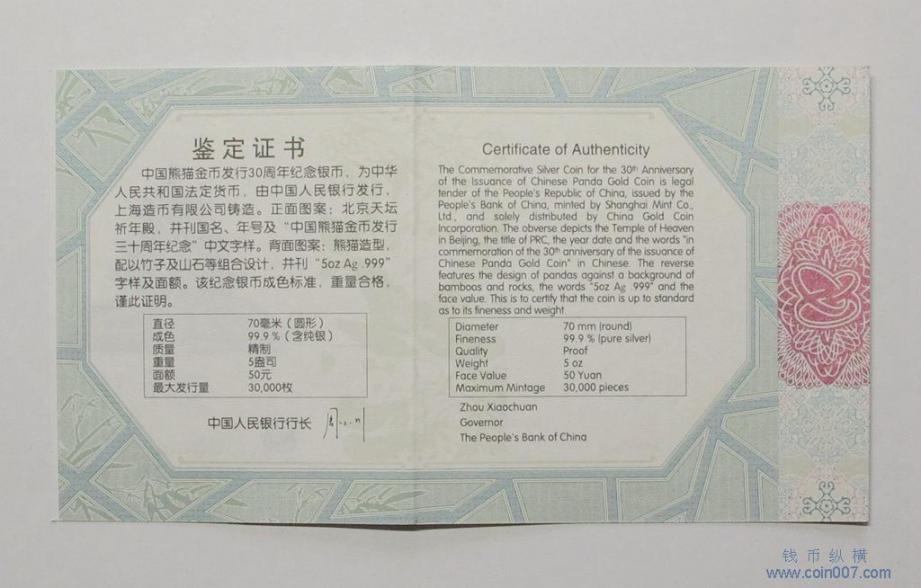 鉴定证书
中国熊猫金币发行30周年纪念银币，为中华
人民共和国法定货币，由中国人民银行发行，
上海造币有限公司铸造。正面图案：北京天坛
祈年殿，并刊国名、年号及“中国熊猫金币发行
三十周年纪念”中文字样。背面图案：熊猫造型，
配以竹子及山石等组合设计，并刊“5oz Ag .999”
字样及面额。该纪念银币成色标准，重量合格，
谨此证明。
直径 70毫米（圆形）
成色 99.9%（含纯银）
质量 精制
重量 5盎司
面额 50元
最大发行量 30,000枚
中国人民银行行长
Certificate of Authenticity
The Commemorative Silver Coin for the 30th Anniversary
of the Issuance of Chinese Panda Gold Coin is legal
tender of the People's Republic of China, issued by the
People's Bank of China, minted by Shanghai Mint Co.,
Ltd., and solely distributed by China Gold Coin
Incorporation. The obverse depicts the Temple of Heaven
in Beijing, the title of PRC, the year date and the words "in
commemoration of the 30th anniversary of the issuance of
Chinese Panda Gold Coin" in Chinese. The reverse
features the design of pandas against a background of
bamboos and rocks, the words "5oz Ag .999" and the
face value. This is to certify that the coin is up to standard
as to its fineness and weight.
Diameter 70 mm (round)
Fineness 99.9 % (pure silver)
Quality Proof
Weight 5 oz
Face Value 50 Yuan
Maximum Mintage 30,000 pieces
Zhou Xiaochuan
Governor
The People's Bank of China
钱币纵横
www.coin007.com